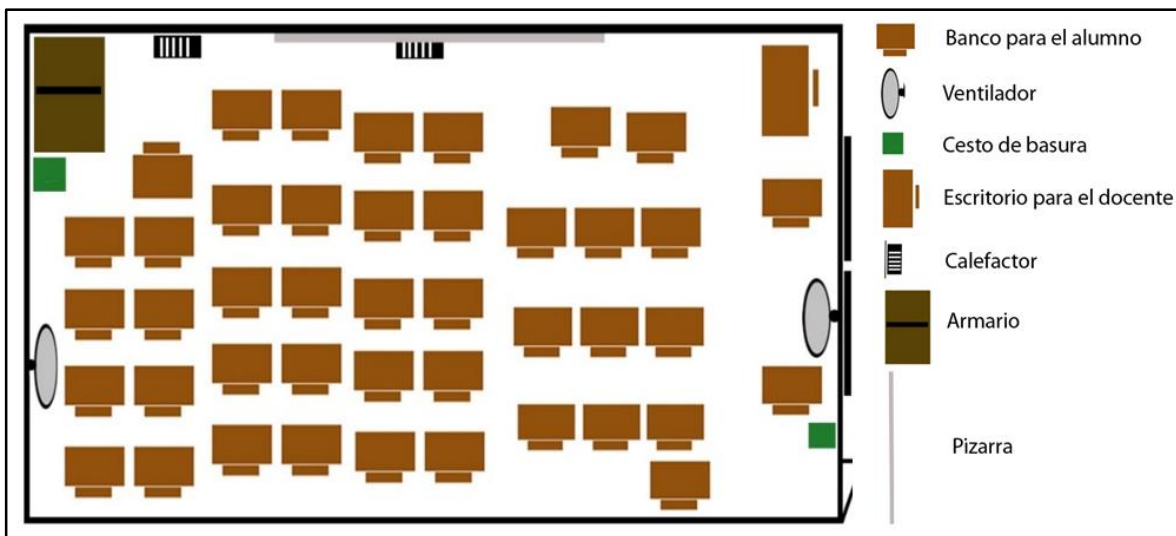 Banco para el alumno
Ventilador
Cesto de basura
Escritorio para el docente
Calefactor
Armario
Pizarra